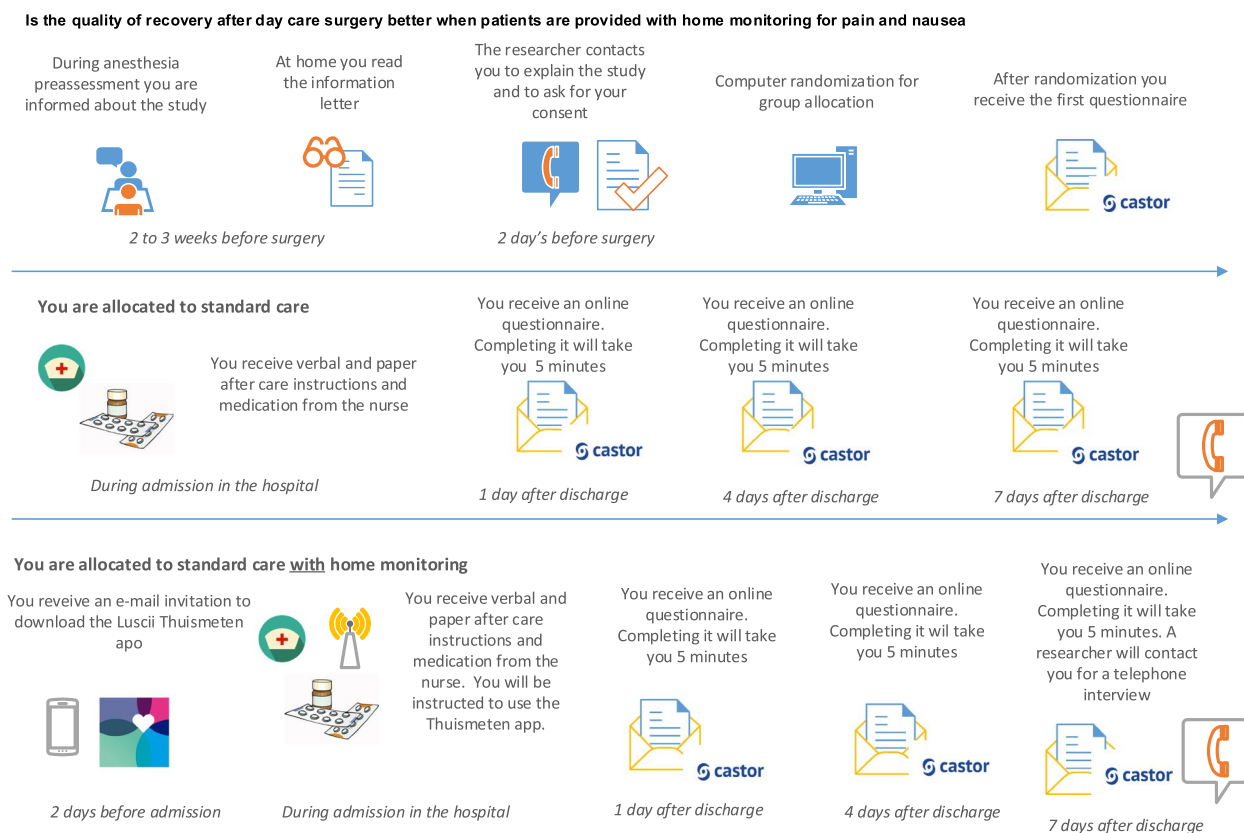 Is the quality of recovery after day care surgery better when patients are provided with home monitoring for pain and nausea
During anesthesia
preassessment you are
informed about the study
At home you read
the information
letter
The researcher contacts
you to explain the study
and to ask for your
consent
Computer randomization for
group allocation
After randomization you
receive the first questionnaire
castor
2 to 3 weeks before surgery
2 day's before surgery
You are allocated to standard care
You receive verbal and paper
after care instructions and
medication from the nurse
During admission in the hospital
You receive an online
questionnaire.
Completing it will take
you 5 minutes
castor
1 day after discharge
You receive an online
questionnaire.
Completing it will take
you 5 minutes
castor
4 days after discharge
You receive an online
questionnaire.
Completing it will take
you 5 minutes
castor
7 days after discharge
You are allocated to standard care with home monitoring
You reveive an e-mail invitation to
download the Luscii Thuismeten
apo
2 days before admission
You receive verbal and
paper after care
instructions and
medication from the
nurse. You will be
instructed to use the
Thuismeten app.
During admission in the hospital
You receive an online
questionnaire.
Completing it will take
you 5 minutes
castor
1 day after discharge
You receive an online
questionnaire.
Completing it wil take
you 5 minutes
castor
4 days after discharge
You receive an online
questionnaire.
Completing it will take
you 5 minutes. A
researcher will contact
you for a telephone
interview
castor
7 days after discharge